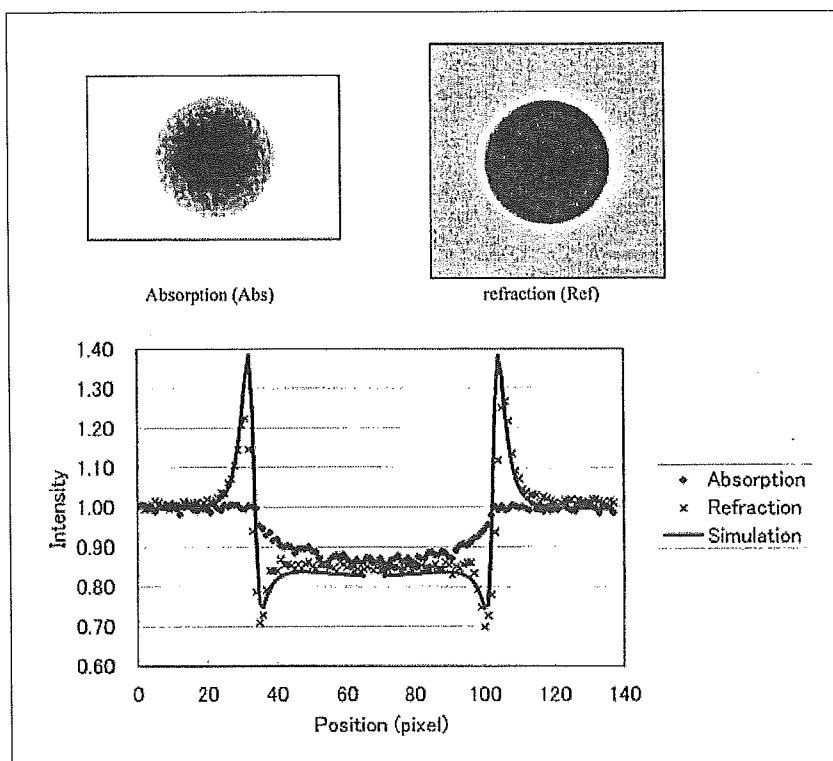 Absorption (Abs)
refraction (Ref)
1.40
1.30
1.20
1.10
1.00
0.90
0.80
0.70
0.60
Intensity
0 20 40 60 80 100 120 140
Position (pixel)
Absorption
Refraction
Simulation